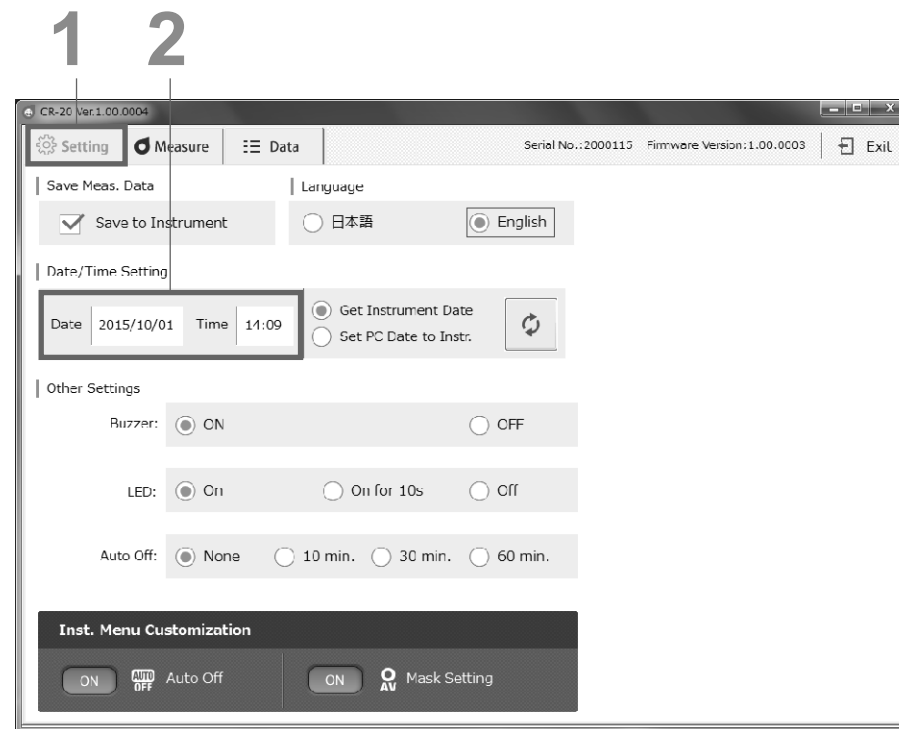 1 2
CR-20 Ver.1.00.0004
Setting Measure Data Serial No.:2000115 Firmware Version:1.00.0003 Exit
Save Meas. Data Language
Save to Instrument 日本語 English
Date/Time Setting
Date 2015/10/01 Time 14:09 Get Instrument Date
Set PC Date to Instr.
Other Settings
Buzzer: ON OFF
LED: On On for 10s Off
Auto Off: None 10 min. 30 min. 60 min.
Inst. Menu Customization
ON AUTO OFF Auto Off ON AV Mask Setting